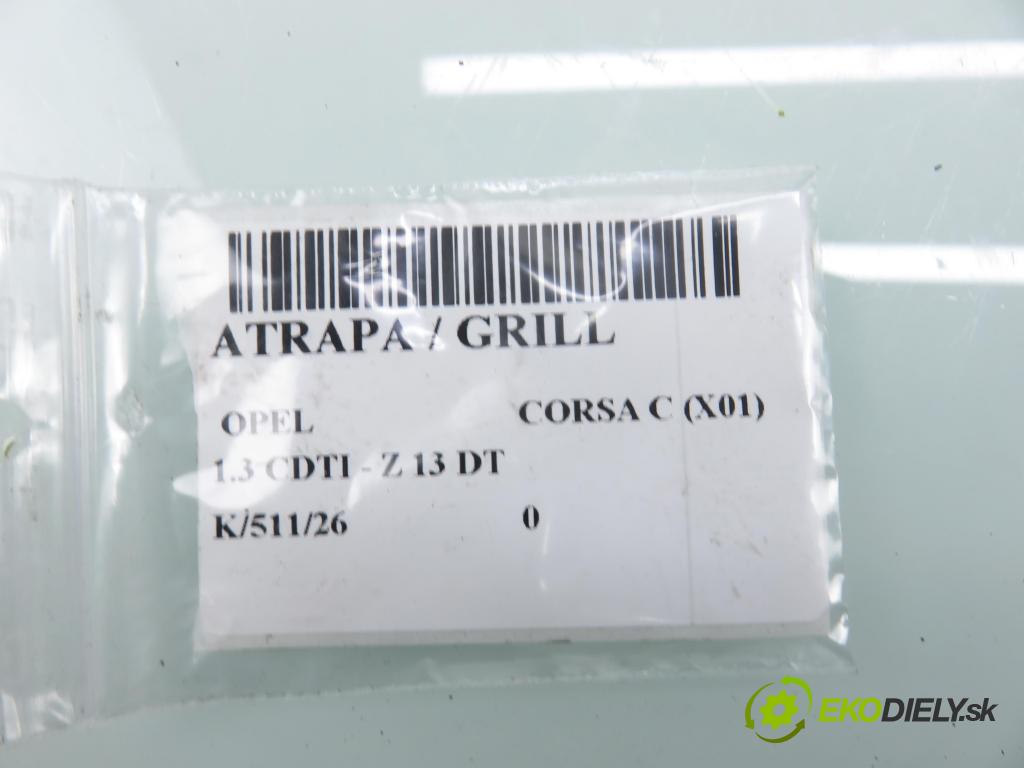 ATRAPA / GRILL
OPEL CORSA C (X01)
1.3 CDTI - Z 13 DT
K/511/26 0
EKODIELY.sk